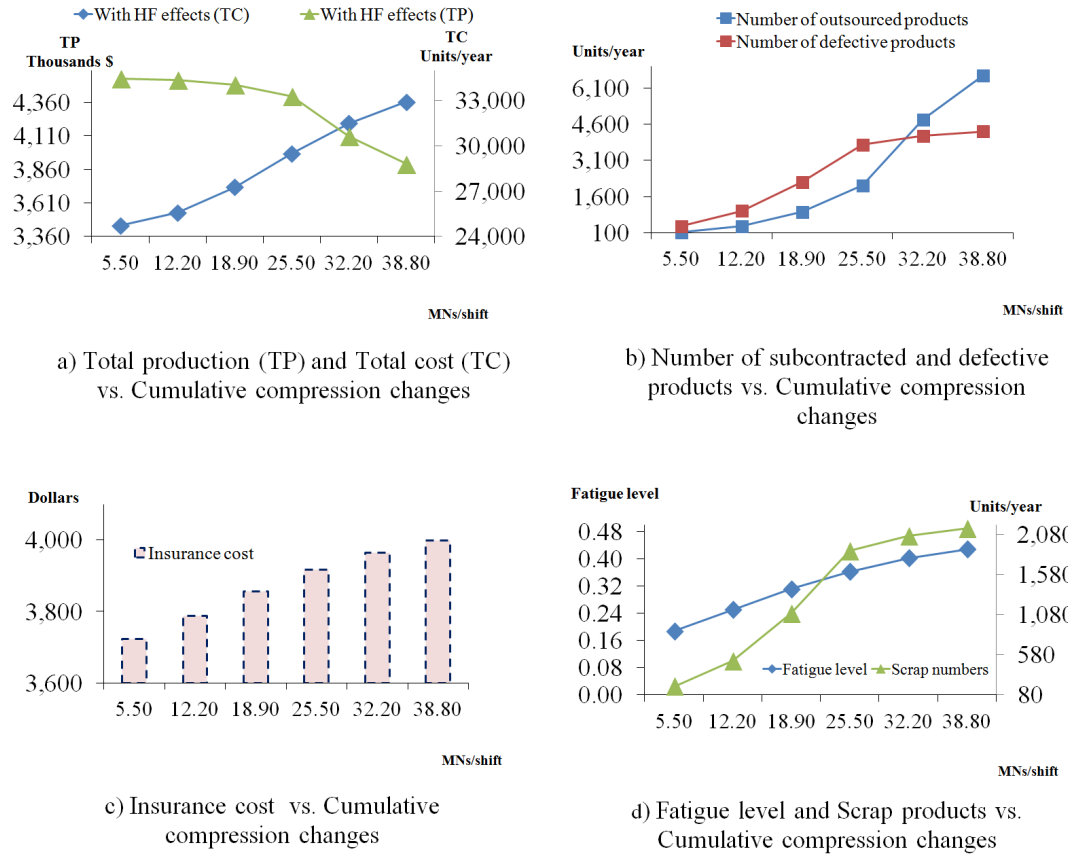 With HF effects (TC)
With HF effects (TP)
TP
Thousands $
TC
Units/year
4,360
4,110
3,860
3,610
3,360
33,000
30,000
27,000
24,000
5.50 12.20 18.90 25.50 32.20 38.80
MNs/shift
a) Total production (TP) and Total cost (TC)
vs. Cumulative compression changes
Number of outsourced products
Number of defective products
Units/year
6,100
4,600
3,100
1,600
100
5.50 12.20 18.90 25.50 32.20 38.80
MNs/shift
b) Number of subcontracted and defective
products vs. Cumulative compression
changes
Dollars
4,000
3,800
3,600
Insurance cost
5.50 12.20 18.90 25.50 32.20 38.80
MNs/shift
c) Insurance cost vs. Cumulative
compression changes
Fatigue level
Units/year
0.48
0.40
0.32
0.24
0.16
0.08
0.00
2,080
1,580
1,080
580
80
Fatigue level
Scrap numbers
5.50 12.20 18.90 25.50 32.20 38.80
MNs/shift
d) Fatigue level and Scrap products vs.
Cumulative compression changes